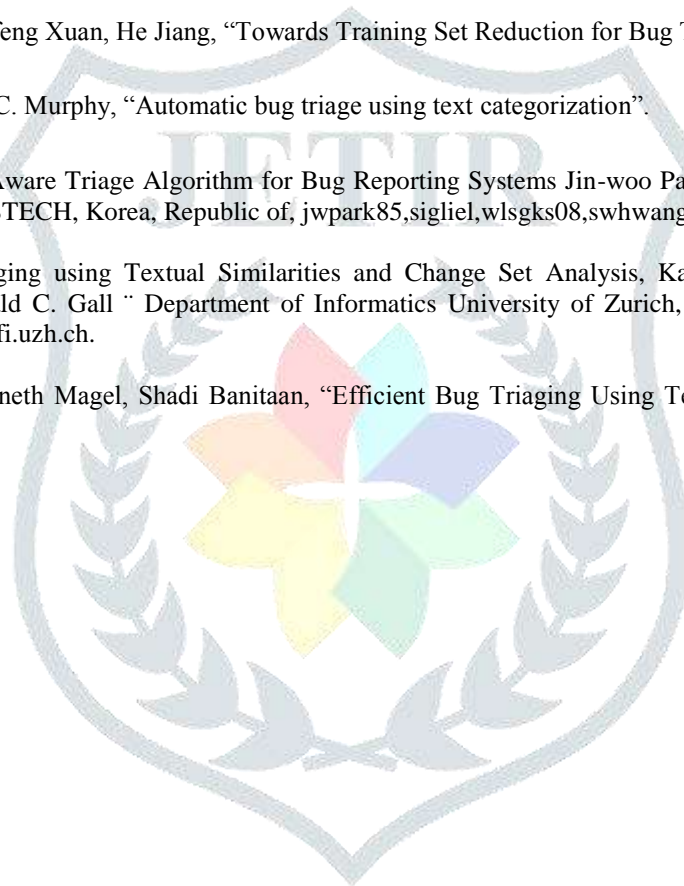 feng Xuan, He Jiang, “Towards Training Set Reduction for Bug T
C. Murphy, “Automatic bug triage using text categorization”.
JETIR
Aware Triage Algorithm for Bug Reporting Systems Jin-woo Pa
STECH, Korea, Republic of, jwpark85,sigliel,wlsgks08,swhwang
ging using Textual Similarities and Change Set Analysis, Ka
ld C. Gall ¨ Department of Informatics University of Zurich,
fi.uzh.ch.
neth Magel, Shadi Banitaan, “Efficient Bug Triaging Using Te